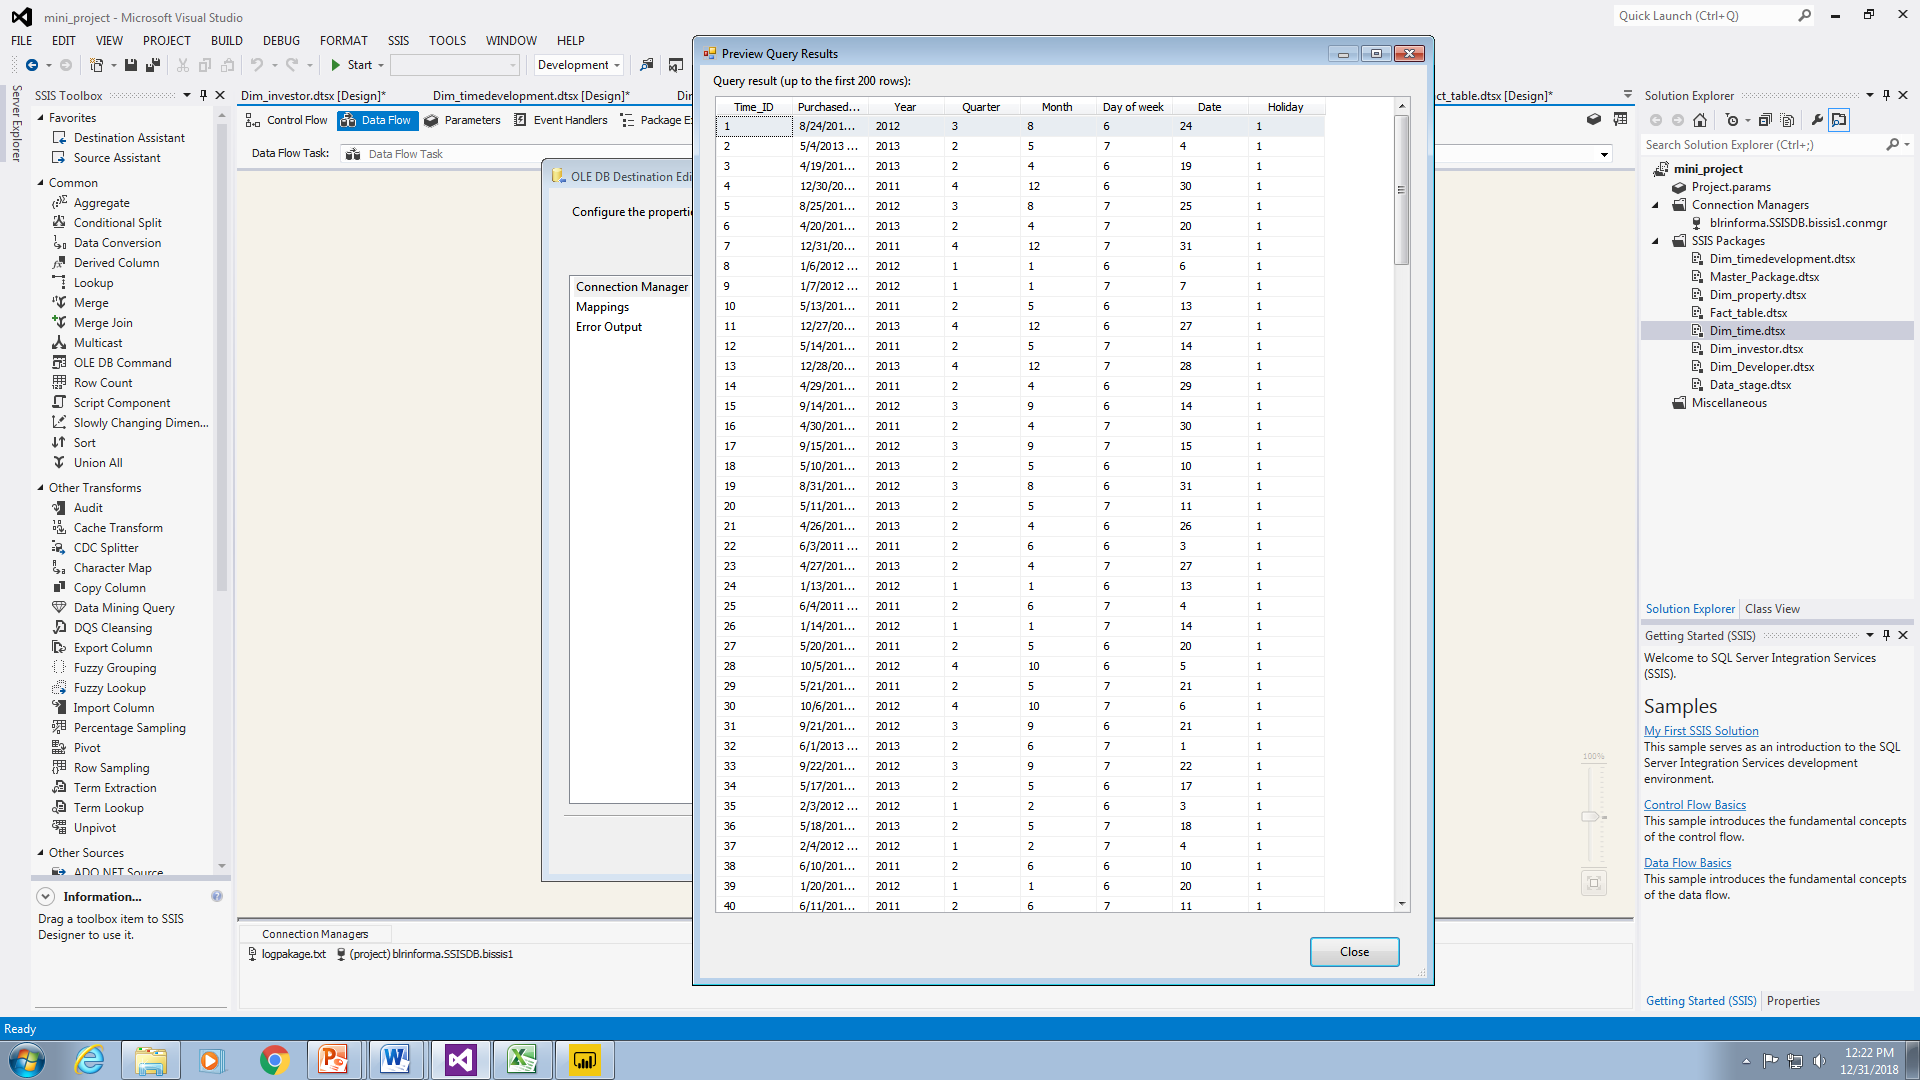 mini_project - Microsoft Visual Studio
Quick Launch (Ctrl+Q)
FILE EDIT VIEW PROJECT BUILD DEBUG FORMAT SSIS TOOLS WINDOW HELP
Start Development
Server Explorer
SSIS Toolbox
Favorites
Destination Assistant
Source Assistant
Common
Aggregate
Conditional Split
Data Conversion
Derived Column
Lookup
Merge
Merge Join
Multicast
OLE DB Command
Row Count
Script Component
Slowly Changing Dimen...
Sort
Union All
Other Transforms
Audit
Cache Transform
CDC Splitter
Character Map
Copy Column
Data Mining Query
DQS Cleansing
Export Column
Fuzzy Grouping
Fuzzy Lookup
Import Column
Percentage Sampling
Pivot
Row Sampling
Term Extraction
Term Lookup
Unpivot
Other Sources
ADO NET Source
Information...
Drag a toolbox item to SSIS
Designer to use it.
Dim_investor.dtsx [Design]* Dim_timedevelopment.dtsx [Design]* Din ct_table.dtsx [Design]*
Control Flow Data Flow Parameters Event Handlers Package Ex
Data Flow Task: Data Flow Task
OLE DB Destination Edi
Configure the properti
Connection Manager
Mappings
Error Output
Preview Query Results
Query result (up to the first 200 rows):
Time_ID Purchased... Year Quarter Month Day of week Date Holiday
1 8/24/201... 2012 3 8 6 24 1
2 5/4/2013 ... 2013 2 5 7 4 1
3 4/19/201... 2013 2 4 6 19 1
4 12/30/20... 2011 4 12 6 30 1
5 8/25/201... 2012 3 8 7 25 1
6 4/20/201... 2013 2 4 7 20 1
7 12/31/20... 2011 4 12 7 31 1
8 1/6/2012 ... 2012 1 1 6 6 1
9 1/7/2012 ... 2012 1 1 7 7 1
10 5/13/201... 2011 2 5 6 13 1
11 12/27/20... 2013 4 12 6 27 1
12 5/14/201... 2011 2 5 7 14 1
13 12/28/20... 2013 4 12 7 28 1
14 4/29/201... 2011 2 4 6 29 1
15 9/14/201... 2012 3 9 6 14 1
16 4/30/201... 2011 2 4 7 30 1
17 9/15/201... 2012 3 9 7 15 1
18 5/10/201... 2013 2 5 6 10 1
19 8/31/201... 2012 3 8 6 31 1
20 5/11/201... 2013 2 5 7 11 1
21 4/26/201... 2013 2 4 6 26 1
22 6/3/2011 ... 2011 2 6 6 3 1
23 4/27/201... 2013 2 4 7 27 1
24 1/13/201... 2012 1 1 6 13 1
25 6/4/2011 ... 2011 2 6 7 4 1
26 1/14/201... 2012 1 1 7 14 1
27 5/20/201... 2011 2 5 6 20 1
28 10/5/201... 2012 4 10 6 5 1
29 5/21/201... 2011 2 5 7 21 1
30 10/6/201... 2012 4 10 7 6 1
31 9/21/201... 2012 3 9 6 21 1
32 6/1/2013 ... 2013 2 6 7 1 1
33 9/22/201... 2012 3 9 7 22 1
34 5/17/201... 2013 2 5 6 17 1
35 2/3/2012 ... 2012 1 2 6 3 1
36 5/18/201... 2013 2 5 7 18 1
37 2/4/2012 ... 2012 1 2 7 4 1
38 6/10/201... 2011 2 6 6 10 1
39 1/20/201... 2012 1 1 6 20 1
40 6/11/201... 2011 2 6 7 11 1
Close
100%
Connection Managers
logpakage.txt (project) blrinforma.SSISDB.bissis1
Solution Explorer
Search Solution Explorer (Ctrl+;)
mini_project
Project.params
Connection Managers
blrinforma.SSISDB.bissis1.conmgr
SSIS Packages
Dim_timedevelopment.dtsx
Master_Package.dtsx
Dim_property.dtsx
Fact_table.dtsx
Dim_time.dtsx
Dim_investor.dtsx
Dim_Developer.dtsx
Data_stage.dtsx
Miscellaneous
Solution Explorer Class View
Getting Started (SSIS)
Welcome to SQL Server Integration Services
(SSIS).
Samples
My First SSIS Solution
This sample serves as an introduction to the SQL
Server Integration Services development
environment.
Control Flow Basics
This sample introduces the fundamental concepts
of the control flow.
Data Flow Basics
This sample introduces the fundamental concepts
of the data flow.
Getting Started (SSIS) Properties
Ready
12:22 PM
12/31/2018